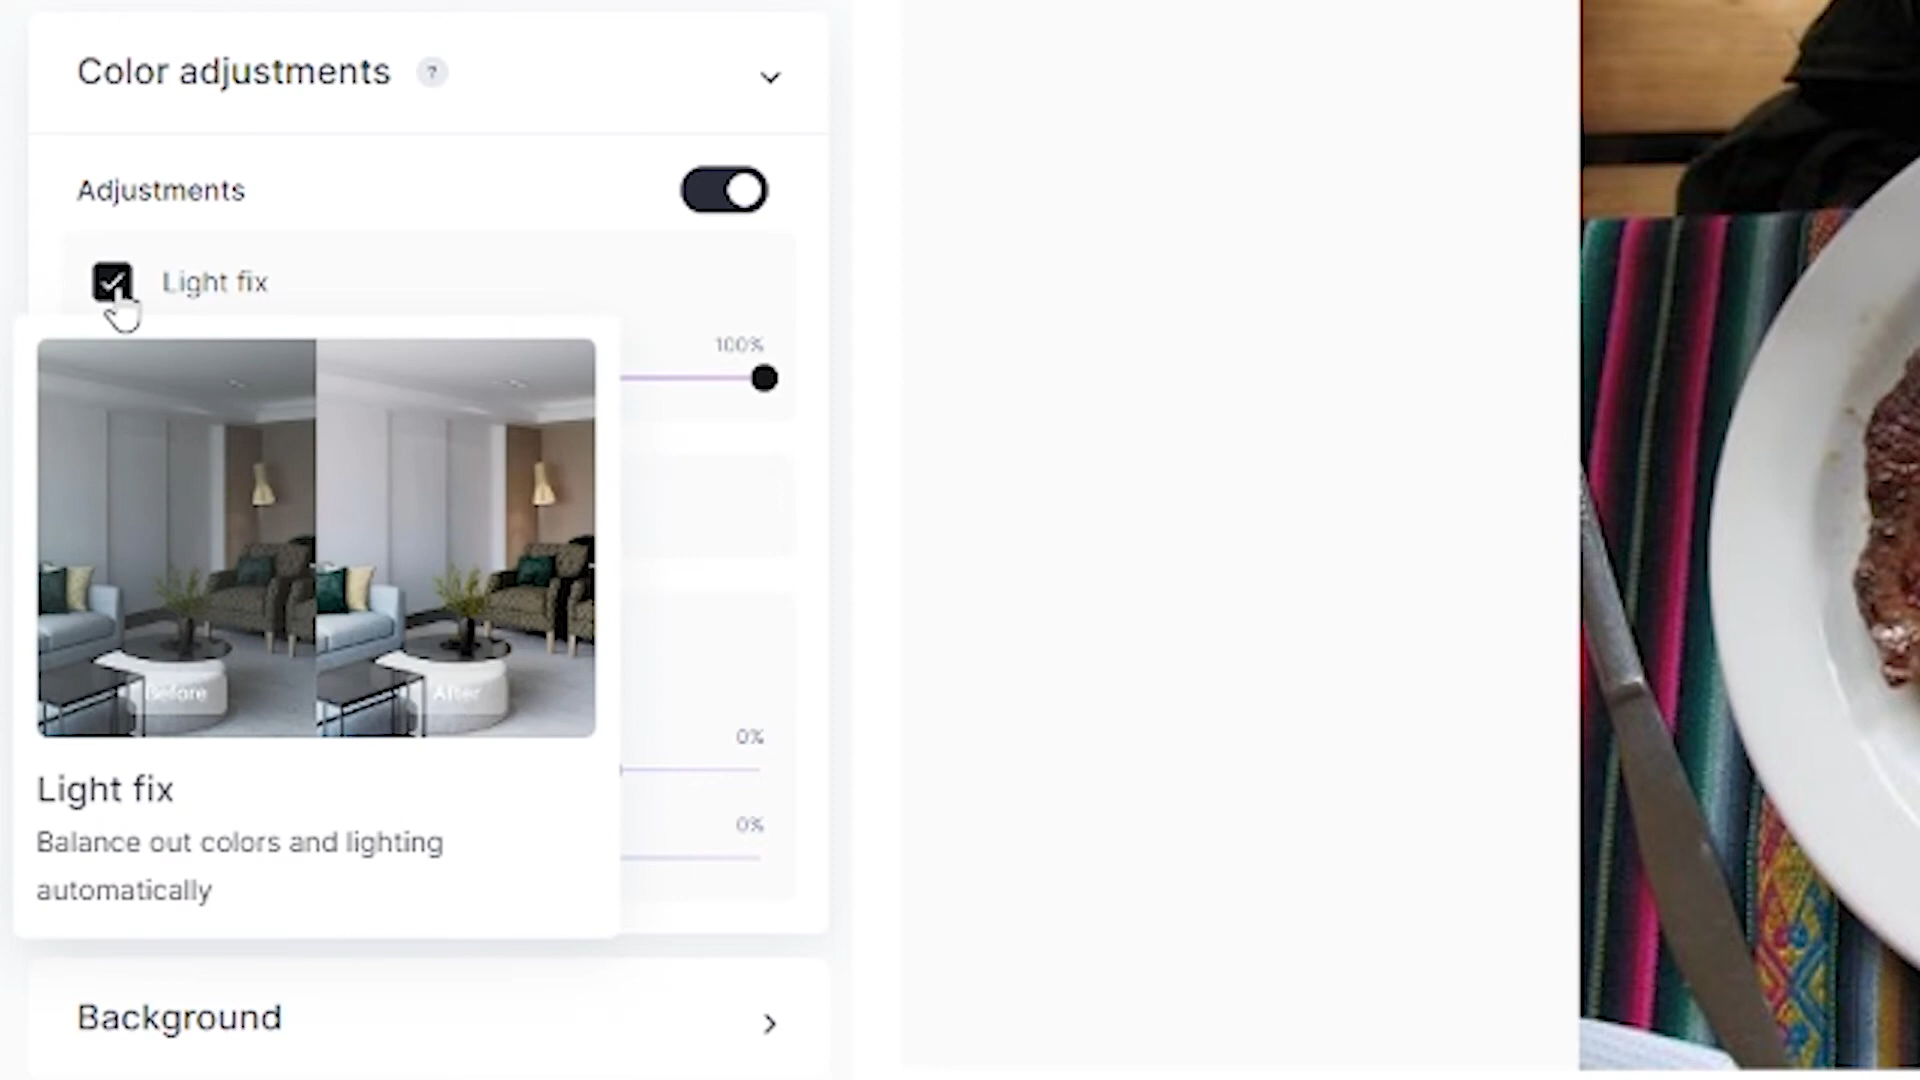 Color adjustments ?
Adjustments
Light fix
100%
Before
After
0%
Light fix
0%
Balance out colors and lighting
automatically
Background